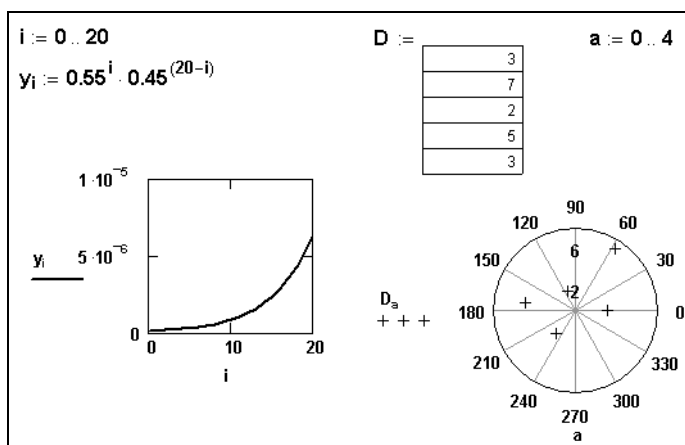 i := 0 .. 20
y_i := 0.55^i · 0.45^(20−i)
D :=
3
7
2
5
3
a := 0 .. 4
1·10^−5
5·10^−6
0
0 10 20
y_i
i
90
120 60
150 30
180 0
210 330
240 300
270
6
2
D_a
a